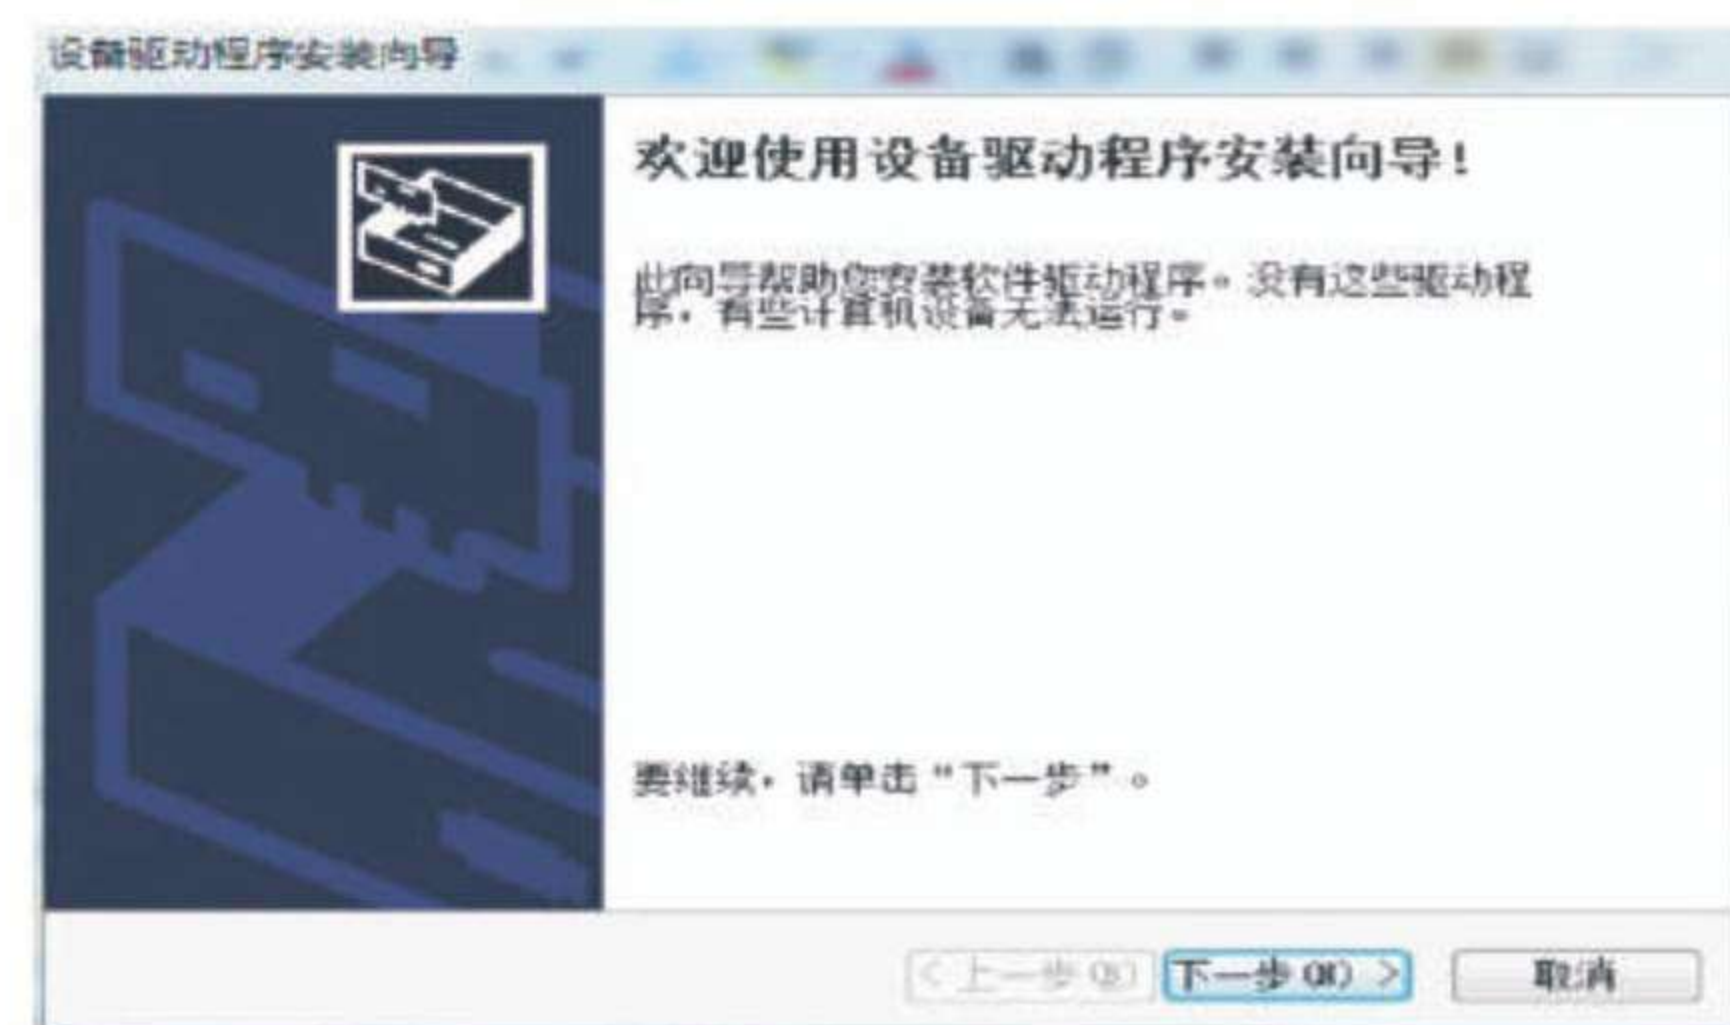 设备驱动程序安装向导
欢迎使用设备驱动程序安装向导!
此向导帮助您安装软件驱动程序。没有这些驱动程
序，有些计算机设备无法运行。
要继续，请单击“下一步”。
<上一步(B) 下一步(N) > 取消